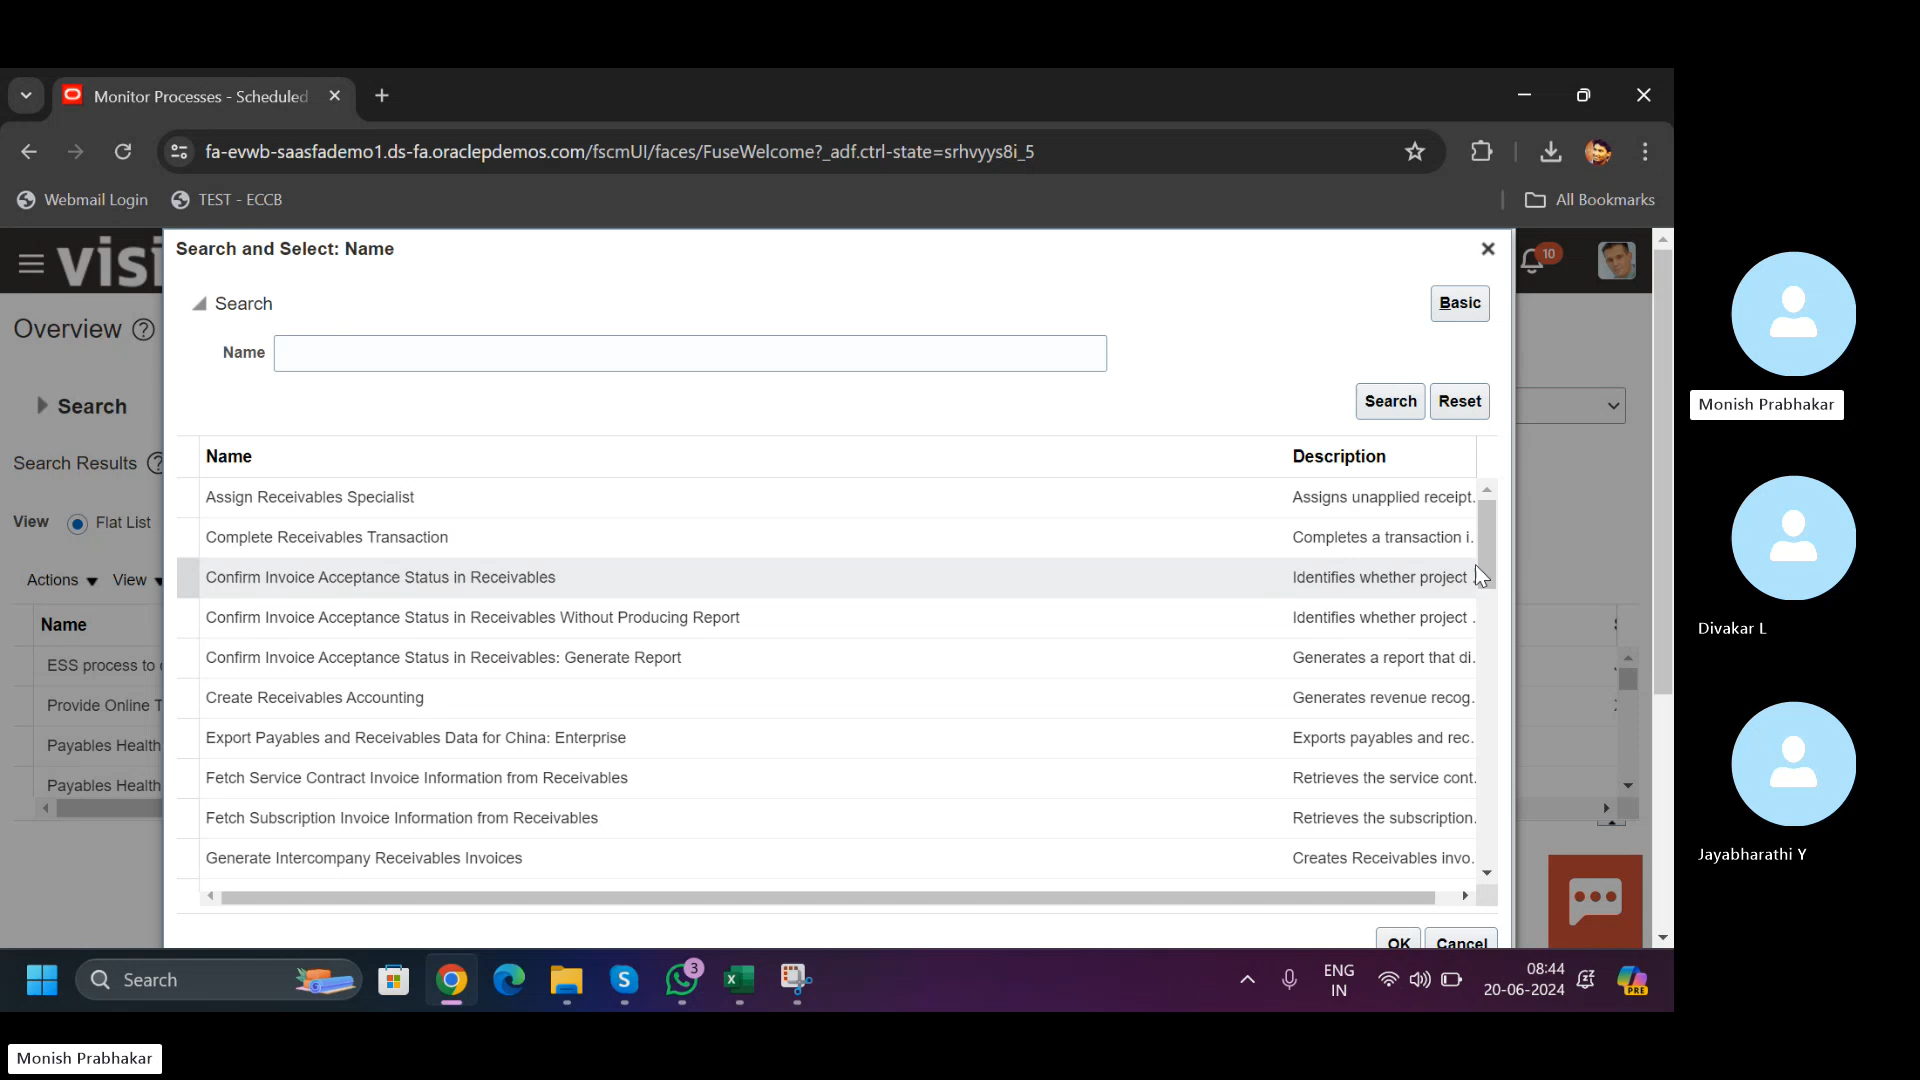 Monitor Processes - Scheduled
fa-evwb-saasfademo1.ds-fa.oraclepdemos.com/fscmUI/faces/FuseWelcome?_adf.ctrl-state=srhvyys8i_5
Webmail Login
TEST - ECCB
All Bookmarks
visi
10
Search and Select: Name
Search
Basic
Name
Search
Reset
Name
Description
Assign Receivables Specialist
Assigns unapplied receipt.
Complete Receivables Transaction
Completes a transaction i.
Confirm Invoice Acceptance Status in Receivables
Identifies whether project .
Confirm Invoice Acceptance Status in Receivables Without Producing Report
Identifies whether project .
Confirm Invoice Acceptance Status in Receivables: Generate Report
Generates a report that di.
Create Receivables Accounting
Generates revenue recog.
Export Payables and Receivables Data for China: Enterprise
Exports payables and rec.
Fetch Service Contract Invoice Information from Receivables
Retrieves the service cont.
Fetch Subscription Invoice Information from Receivables
Retrieves the subscription.
Generate Intercompany Receivables Invoices
Creates Receivables invo.
OK
Cancel
Overview
Search
Search Results
View
Flat List
Actions
View
Name
ESS process to
Provide Online T
Payables Health
Payables Health
Search
3
ENG
IN
08:44
20-06-2024
PRE
Monish Prabhakar
Divakar L
Jayabharathi Y
Monish Prabhakar